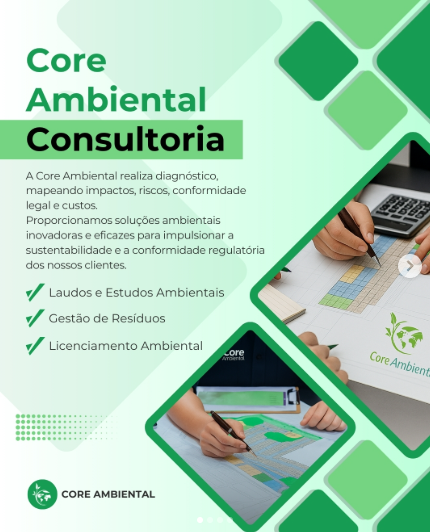 Core
Ambiental
Consultoria
A Core Ambiental realiza diagnóstico,
mapeando impactos, riscos, conformidade
legal e custos.
Proporcionamos soluções ambientais
inovadoras e eficazes para impulsionar a
sustentabilidade e a conformidade regulatória
dos nossos clientes.
Laudos e Estudos Ambientais
Gestão de Resíduos
Licenciamento Ambiental
Core Ambient
Core
Ambiental
CORE AMBIENTAL